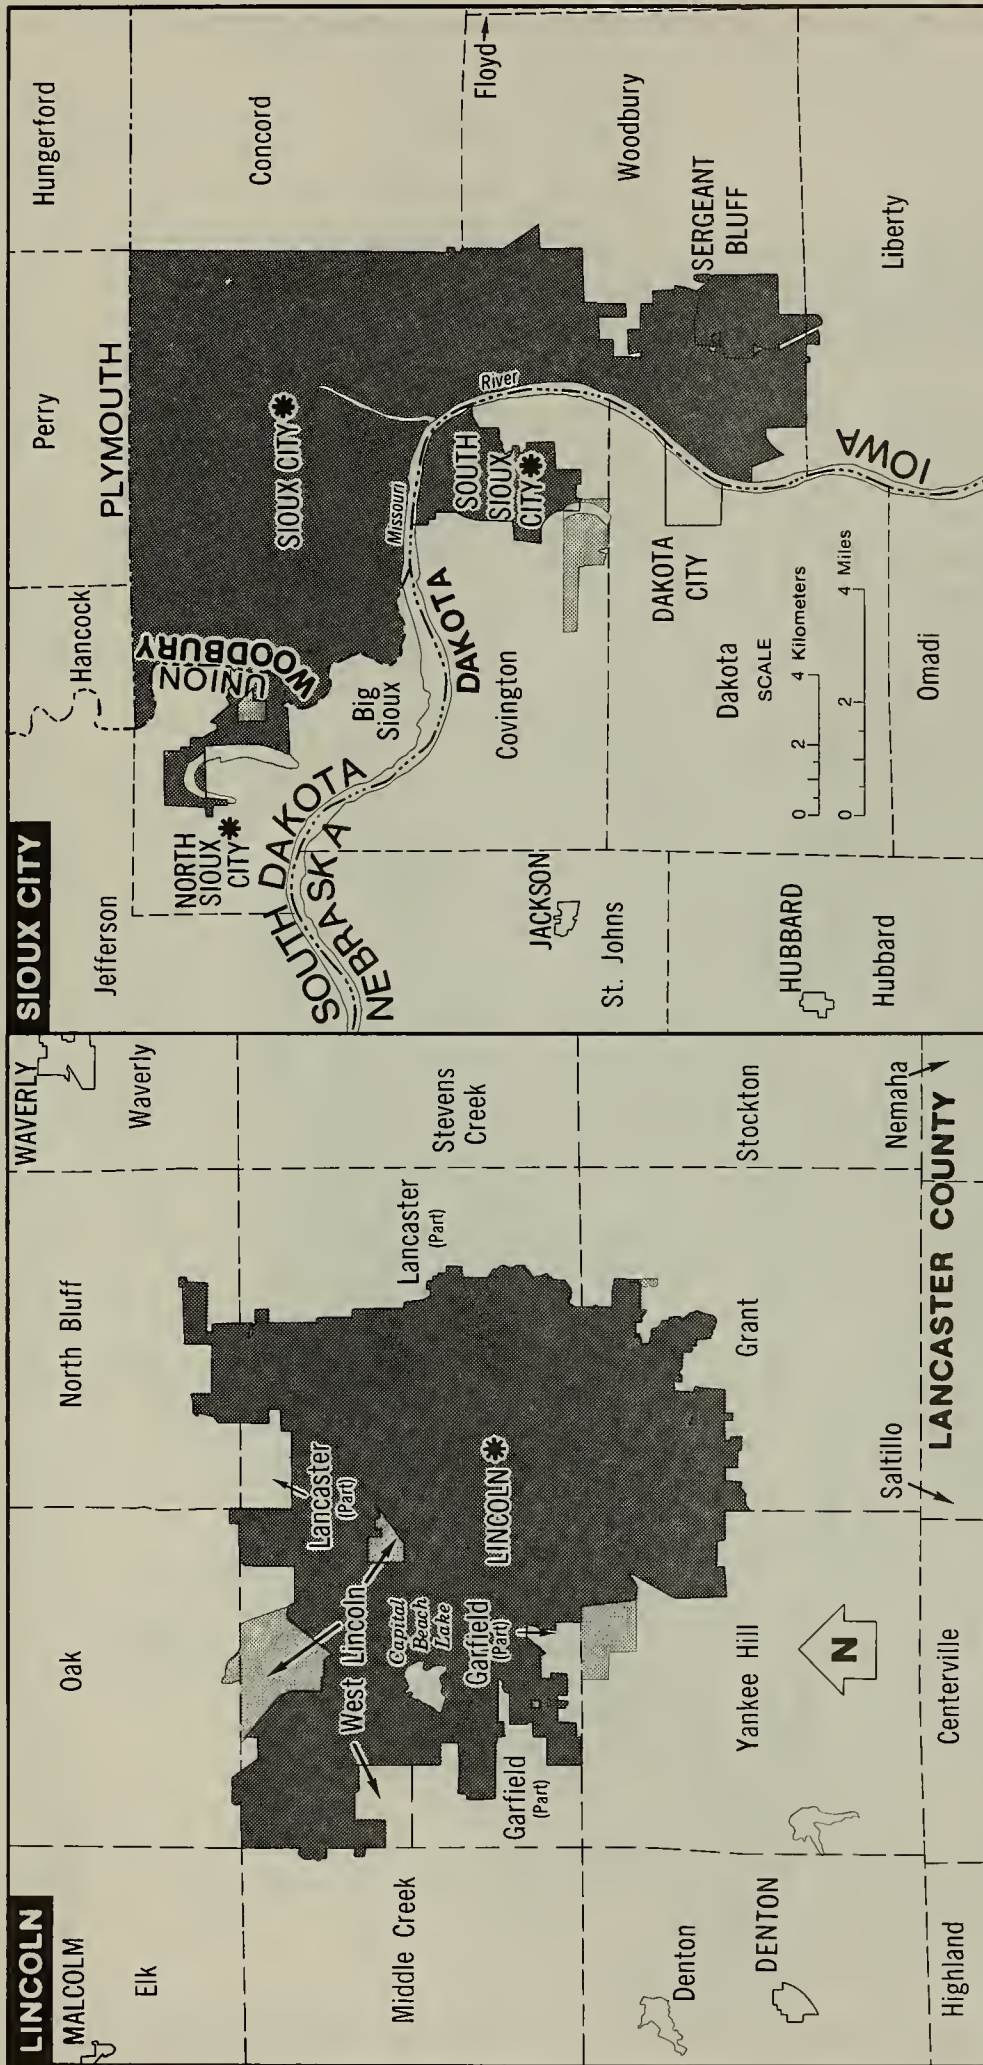 LINCOLN
MALCOLM
Elk
Oak
North Bluff
WAVERLY
Waverly
Middle Creek
West Lincoln
Lancaster
(Part)
Capital
Beach
Lake
Garfield
(Part)
Garfield
(Part)
LINCOLN
Lancaster
(Part)
Stevens
Creek
Denton
DENTON
Yankee Hill
N
Grant
Stockton
Highland
Centerville
Saltillo
LANCASTER COUNTY
Nemaha
SIOUX CITY
Jefferson
Hancock
Perry
Hungerford
PLYMOUTH
UNION
WOODBURY
NORTH
SIOUX
CITY
SIOUX CITY
Concord
SOUTH DAKOTA
NEBRASKA
Big
Sioux
DAKOTA
Missouri
River
SOUTH
SIOUX
CITY
Floyd
Covington
JACKSON
St. Johns
Woodbury
SERGEANT
BLUFF
DAKOTA
CITY
Dakota
SCALE
0 2 4 Kilometers
0 2 4 Miles
IOWA
HUBBARD
Hubbard
Omadi
Liberty